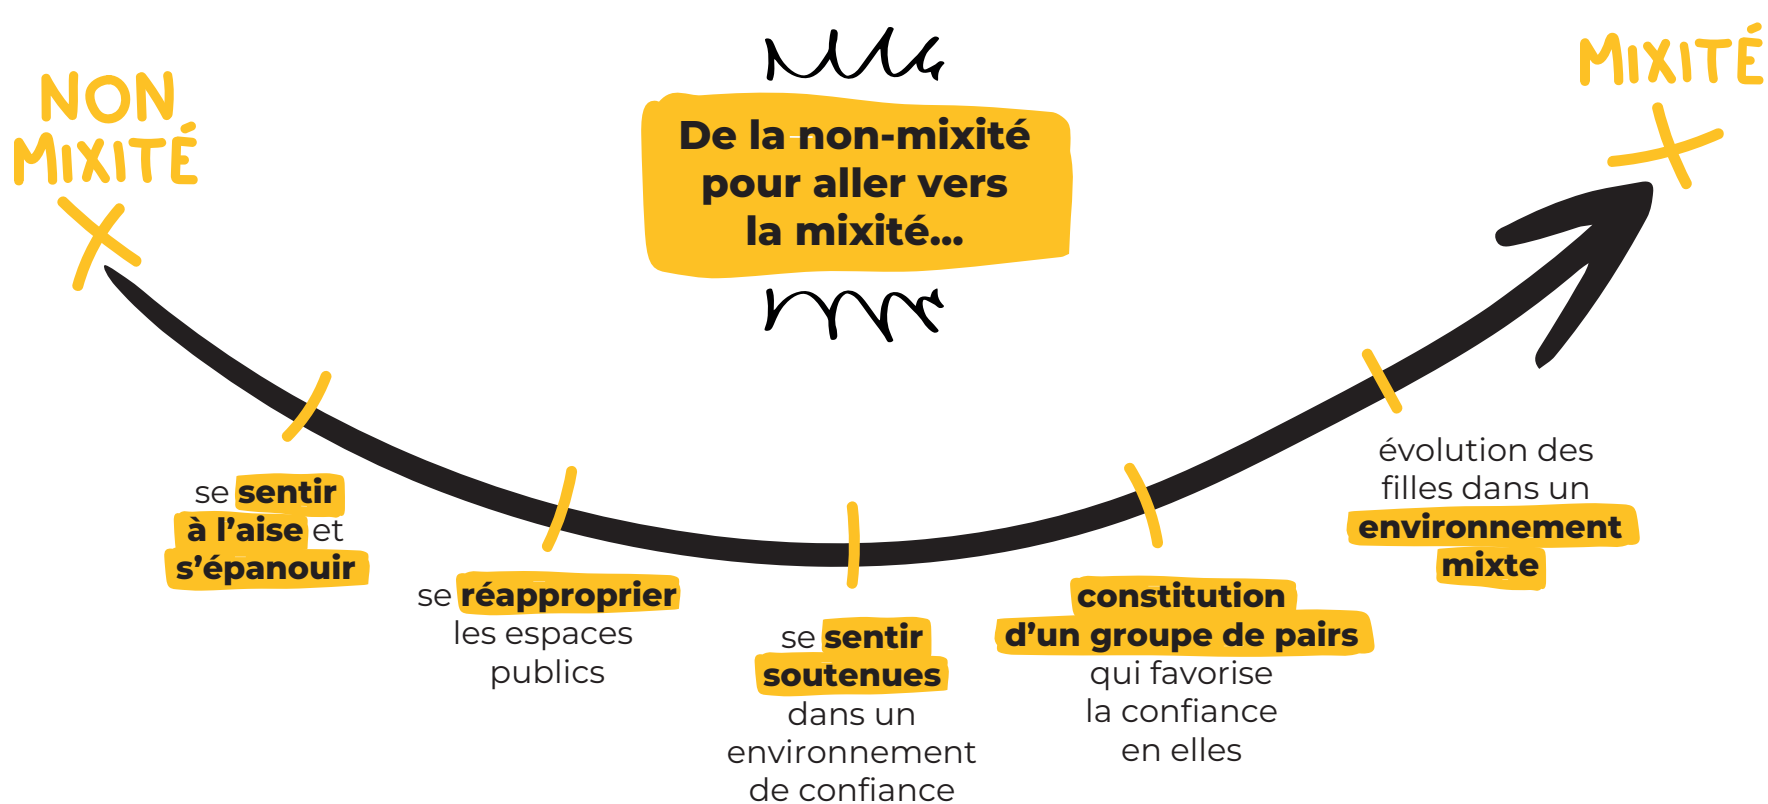 NON
MIXITÉ
De la non-mixité
pour aller vers
la mixité...
MIXITÉ
se sentir
à l'aise et
s'épanouir
se réapproprier
les espaces
publics
se sentir
soutenues
dans un
environnement
de confiance
constitution
d'un groupe de pairs
qui favorise
la confiance
en elles
évolution des
filles dans un
environnement
mixte